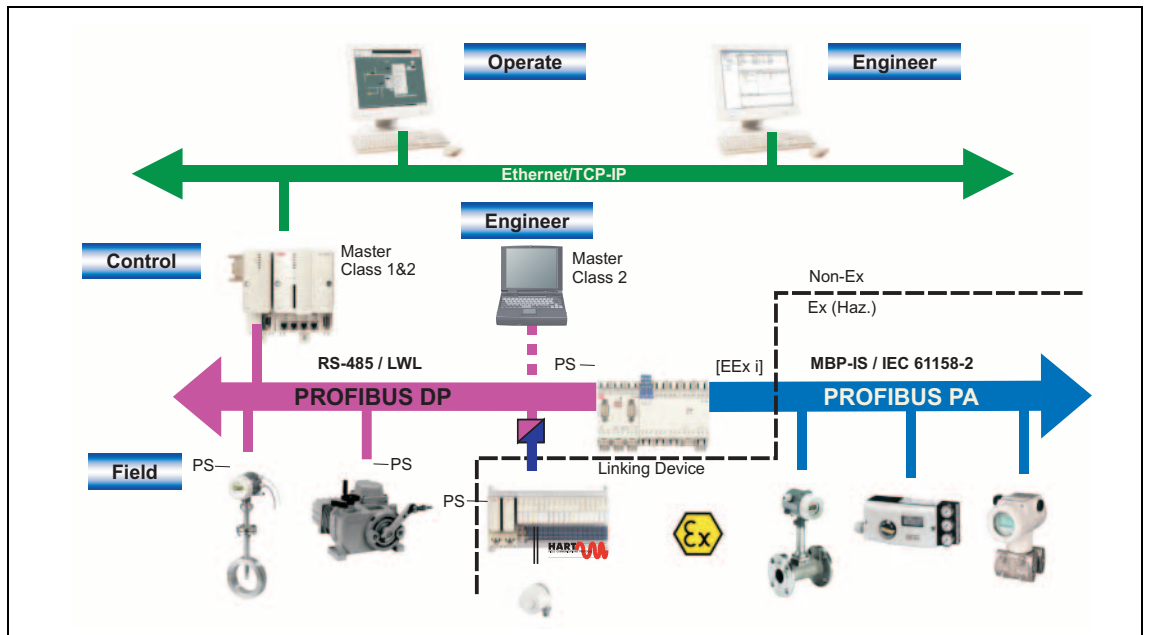 Operate
Engineer
Ethernet/TCP-IP
Engineer
Control
Master
Class 1&2
Master
Class 2
Non-Ex
Ex (Haz.)
RS-485 / LWL
PS
[EEx i]
MBP-IS / IEC 61158-2
PROFIBUS DP
PROFIBUS PA
Linking Device
Field
PS
PS
PS
HART
Ex